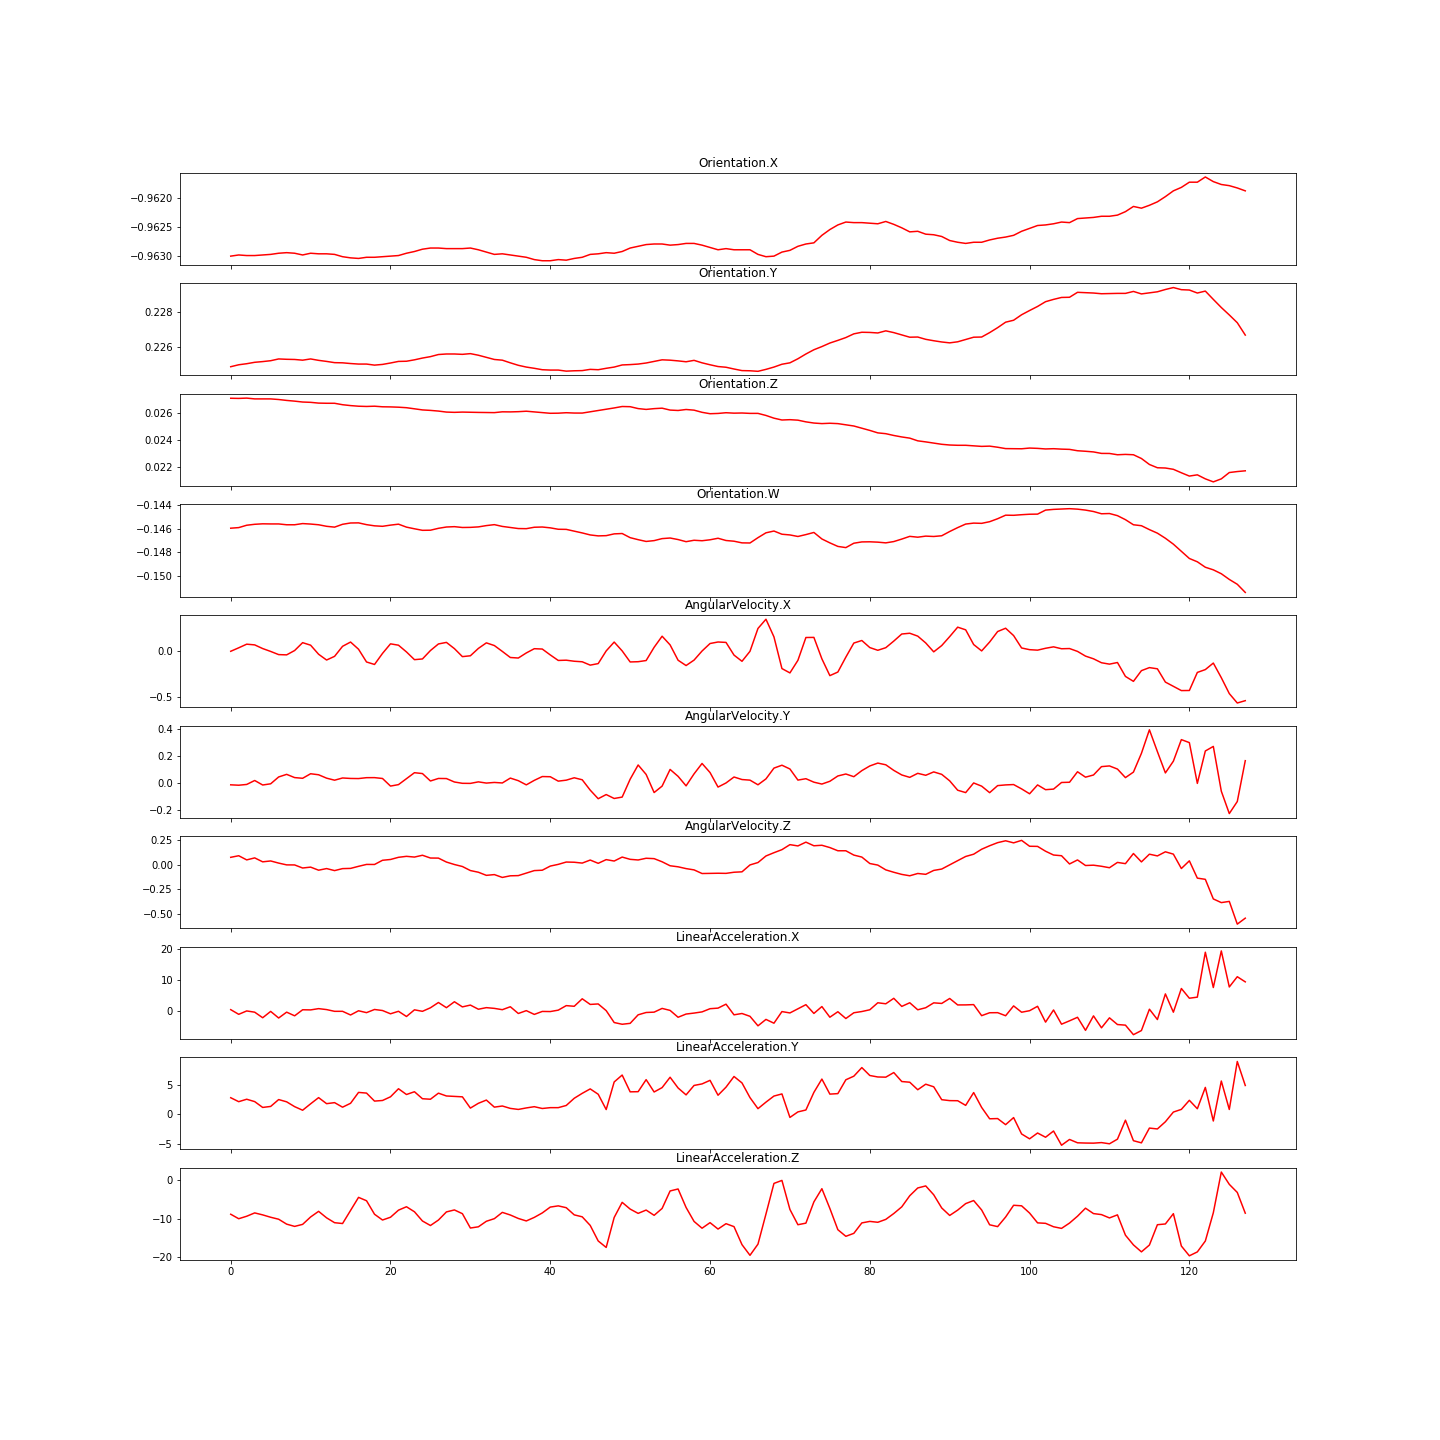 Orientation.X
−0.9620
−0.9625
−0.9630
Orientation.Y
0.228
0.226
Orientation.Z
0.026
0.024
0.022
Orientation.W
−0.144
−0.146
−0.148
−0.150
AngularVelocity.X
0.0
−0.5
AngularVelocity.Y
0.4
0.2
0.0
−0.2
AngularVelocity.Z
0.25
0.00
−0.25
−0.50
LinearAcceleration.X
20
10
0
LinearAcceleration.Y
5
0
−5
LinearAcceleration.Z
0
−10
−20
0 20 40 60 80 100 120